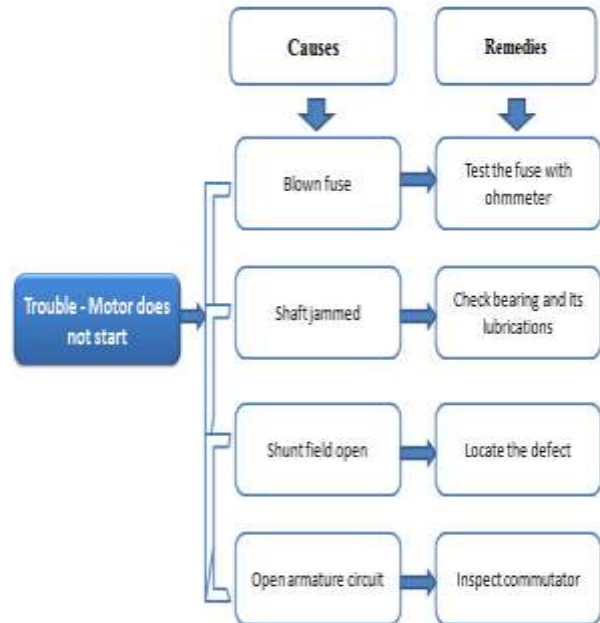 Causes
Remedies
Blown fuse
Test the fuse with
ohmmeter
Trouble - Motor does
not start
Shaft jammed
Check bearing and its
lubrications
Shunt field open
Locate the defect
Open armature circuit
Inspect commutator